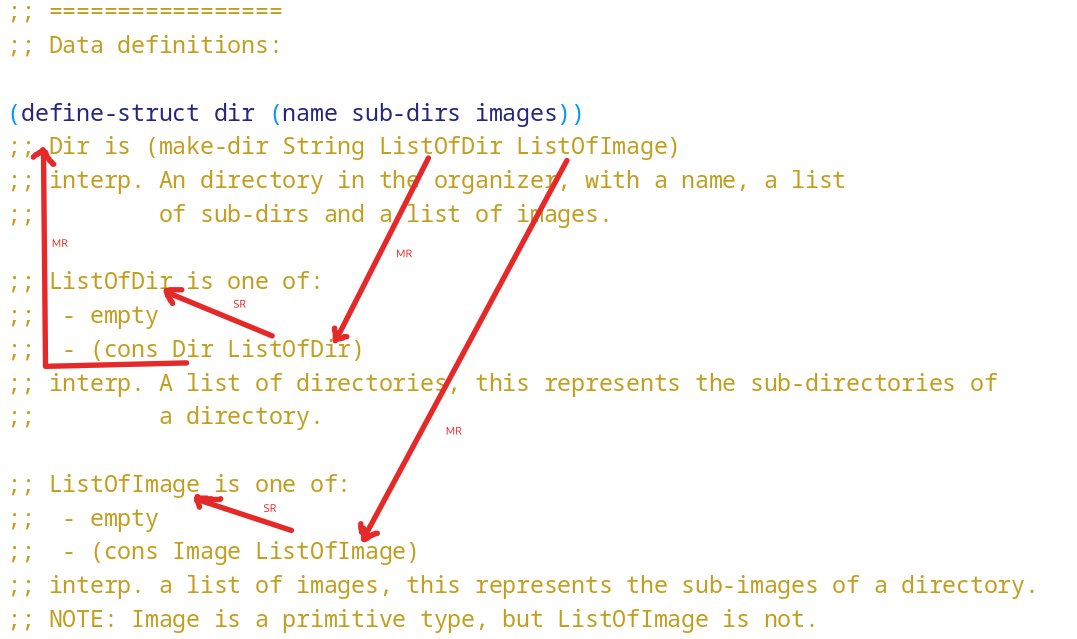 ;; =================
;; Data definitions:
(define-struct dir (name sub-dirs images))
;; Dir is (make-dir String ListOfDir ListOfImage)
;; interp. An directory in the organizer, with a name, a list
;;         of sub-dirs and a list of images.
MR
MR
;; ListOfDir is one of:
SR
;;  - empty
;;  - (cons Dir ListOfDir)
;; interp. A list of directories, this represents the sub-directories of
;;         a directory.
MR
;; ListOfImage is one of:
SR
;;  - empty
;;  - (cons Image ListOfImage)
;; interp. a list of images, this represents the sub-images of a directory.
;; NOTE: Image is a primitive type, but ListOfImage is not.